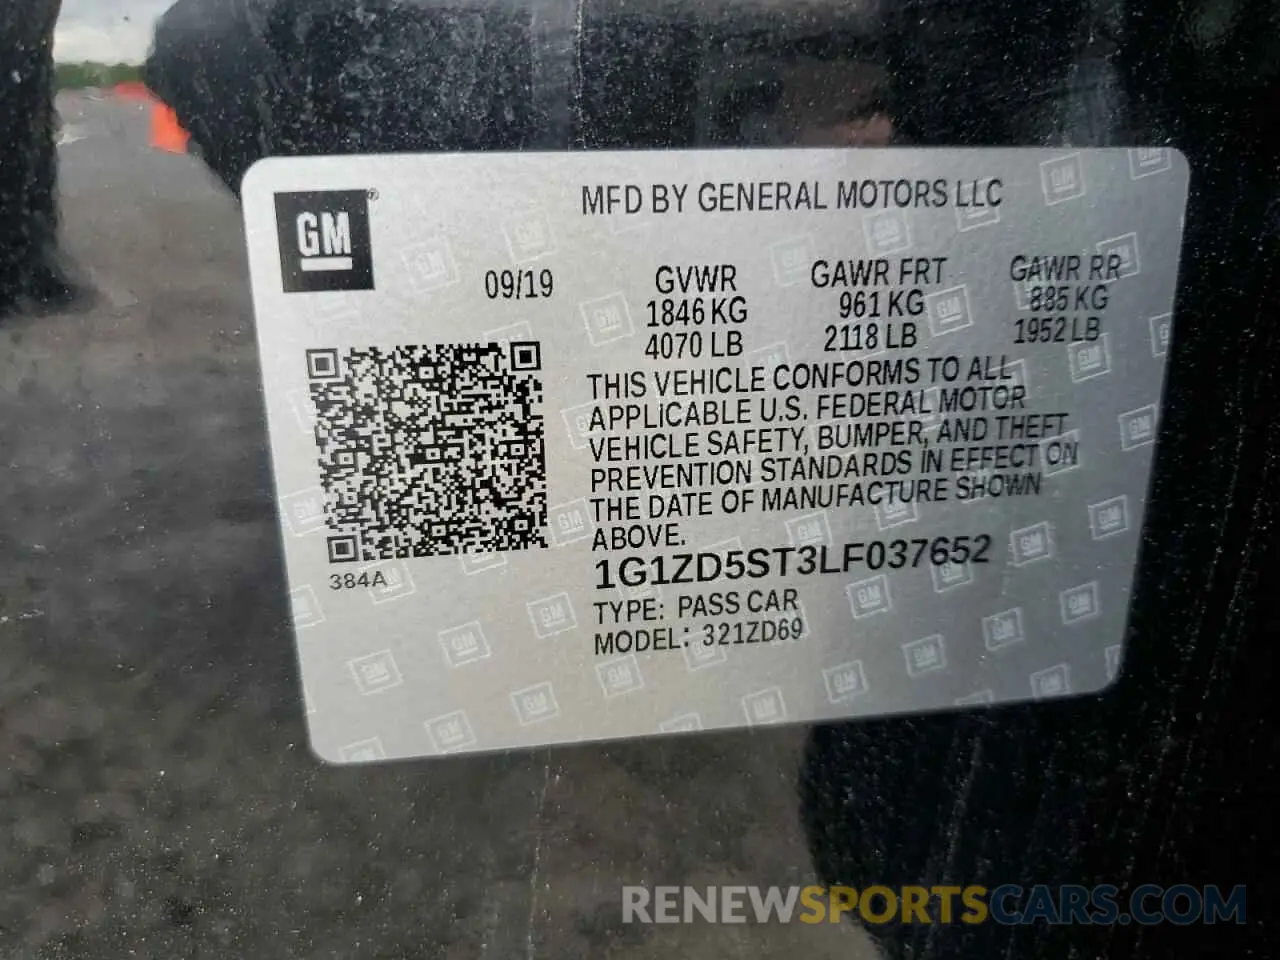 GM®
MFD BY GENERAL MOTORS LLC
09/19 GVWR GAWR FRT GAWR RR
1846 KG 961 KG 885 KG
4070 LB 2118 LB 1952 LB
THIS VEHICLE CONFORMS TO ALL
APPLICABLE U.S. FEDERAL MOTOR
VEHICLE SAFETY, BUMPER, AND THEFT
PREVENTION STANDARDS IN EFFECT ON
THE DATE OF MANUFACTURE SHOWN
ABOVE.
384A
1G1ZD5ST3LF037652
TYPE: PASS CAR
MODEL: 321ZD69
RENEWSPORTSCARS.COM